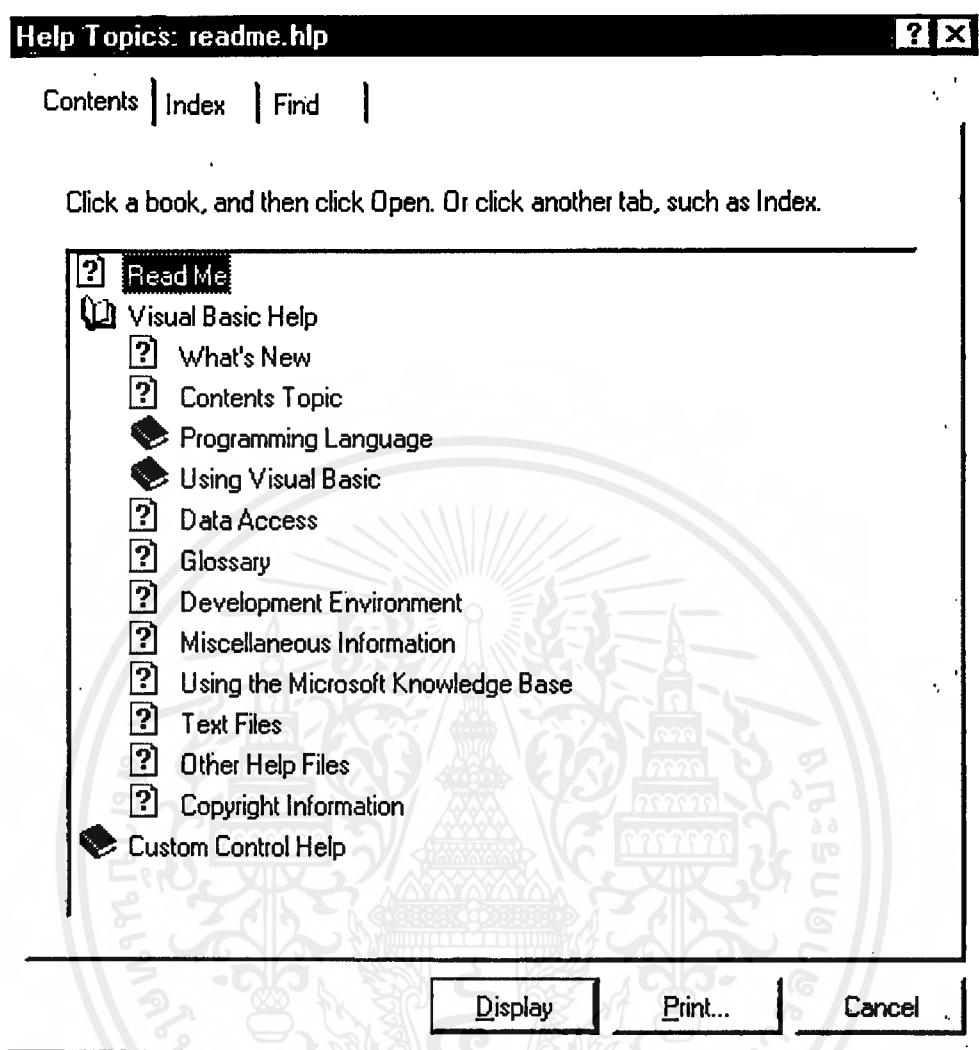 Help Topics: readme.hlp
Contents Index Find
Click a book, and then click Open. Or click another tab, such as Index.
Read Me
Visual Basic Help
What's New
Contents Topic
Programming Language
Using Visual Basic
Data Access
Glossary
Development Environment
Miscellaneous Information
Using the Microsoft Knowledge Base
Text Files
Other Help Files
Copyright Information
Custom Control Help
Display Print... Cancel